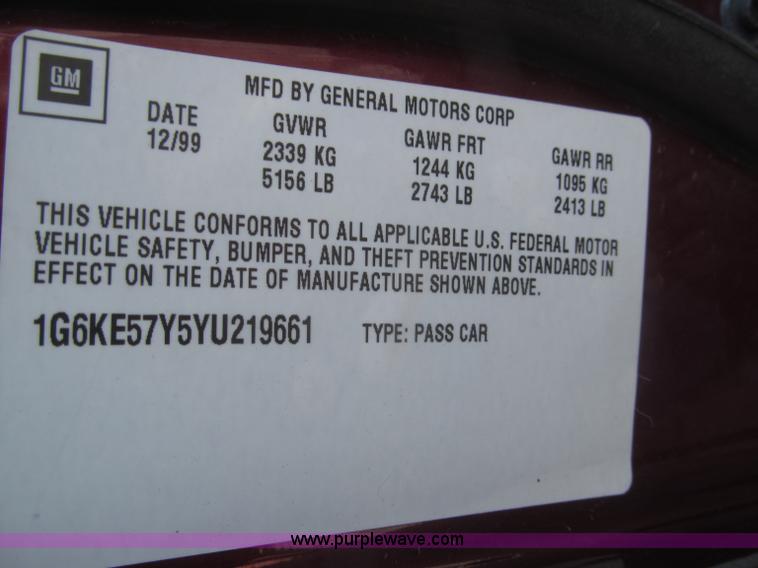 GM
MFD BY GENERAL MOTORS CORP
DATE GVWR GAWR FRT GAWR RR
12/99 2339 KG 1244 KG 1095 KG
5156 LB 2743 LB 2413 LB
THIS VEHICLE CONFORMS TO ALL APPLICABLE U.S. FEDERAL MOTOR
VEHICLE SAFETY, BUMPER, AND THEFT PREVENTION STANDARDS IN
EFFECT ON THE DATE OF MANUFACTURE SHOWN ABOVE.
1G6KE57Y5YU219661 TYPE: PASS CAR
www.purplewave.com